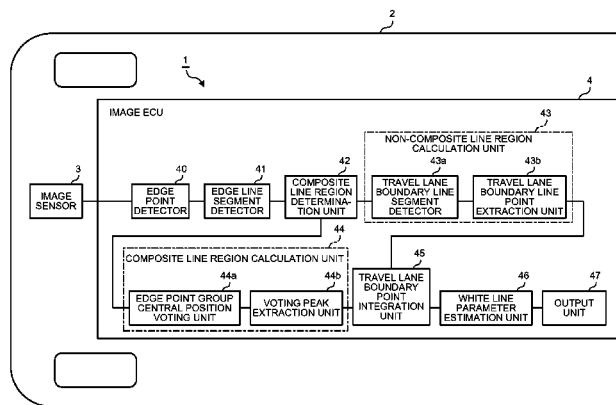 2
1
4
IMAGE ECU
43
NON-COMPOSITE LINE REGION
CALCULATION UNIT
3
IMAGE
SENSOR
40
EDGE
POINT
DETECTOR
41
EDGE LINE
SEGMENT
DETECTOR
42
COMPOSITE
LINE REGION
DETERMINA-
TION UNIT
43a
TRAVEL LANE
BOUNDARY LINE
SEGMENT
DETECTOR
43b
TRAVEL LANE
BOUNDARY LINE
POINT
EXTRACTION UNIT
44
COMPOSITE LINE REGION CALCULATION UNIT
44a
EDGE POINT GROUP
CENTRAL POSITION
VOTING UNIT
44b
VOTING PEAK
EXTRACTION UNIT
45
TRAVEL LANE
BOUNDARY
POINT
INTEGRATION
UNIT
46
WHITE LINE
PARAMETER
ESTIMATION UNIT
47
OUTPUT
UNIT